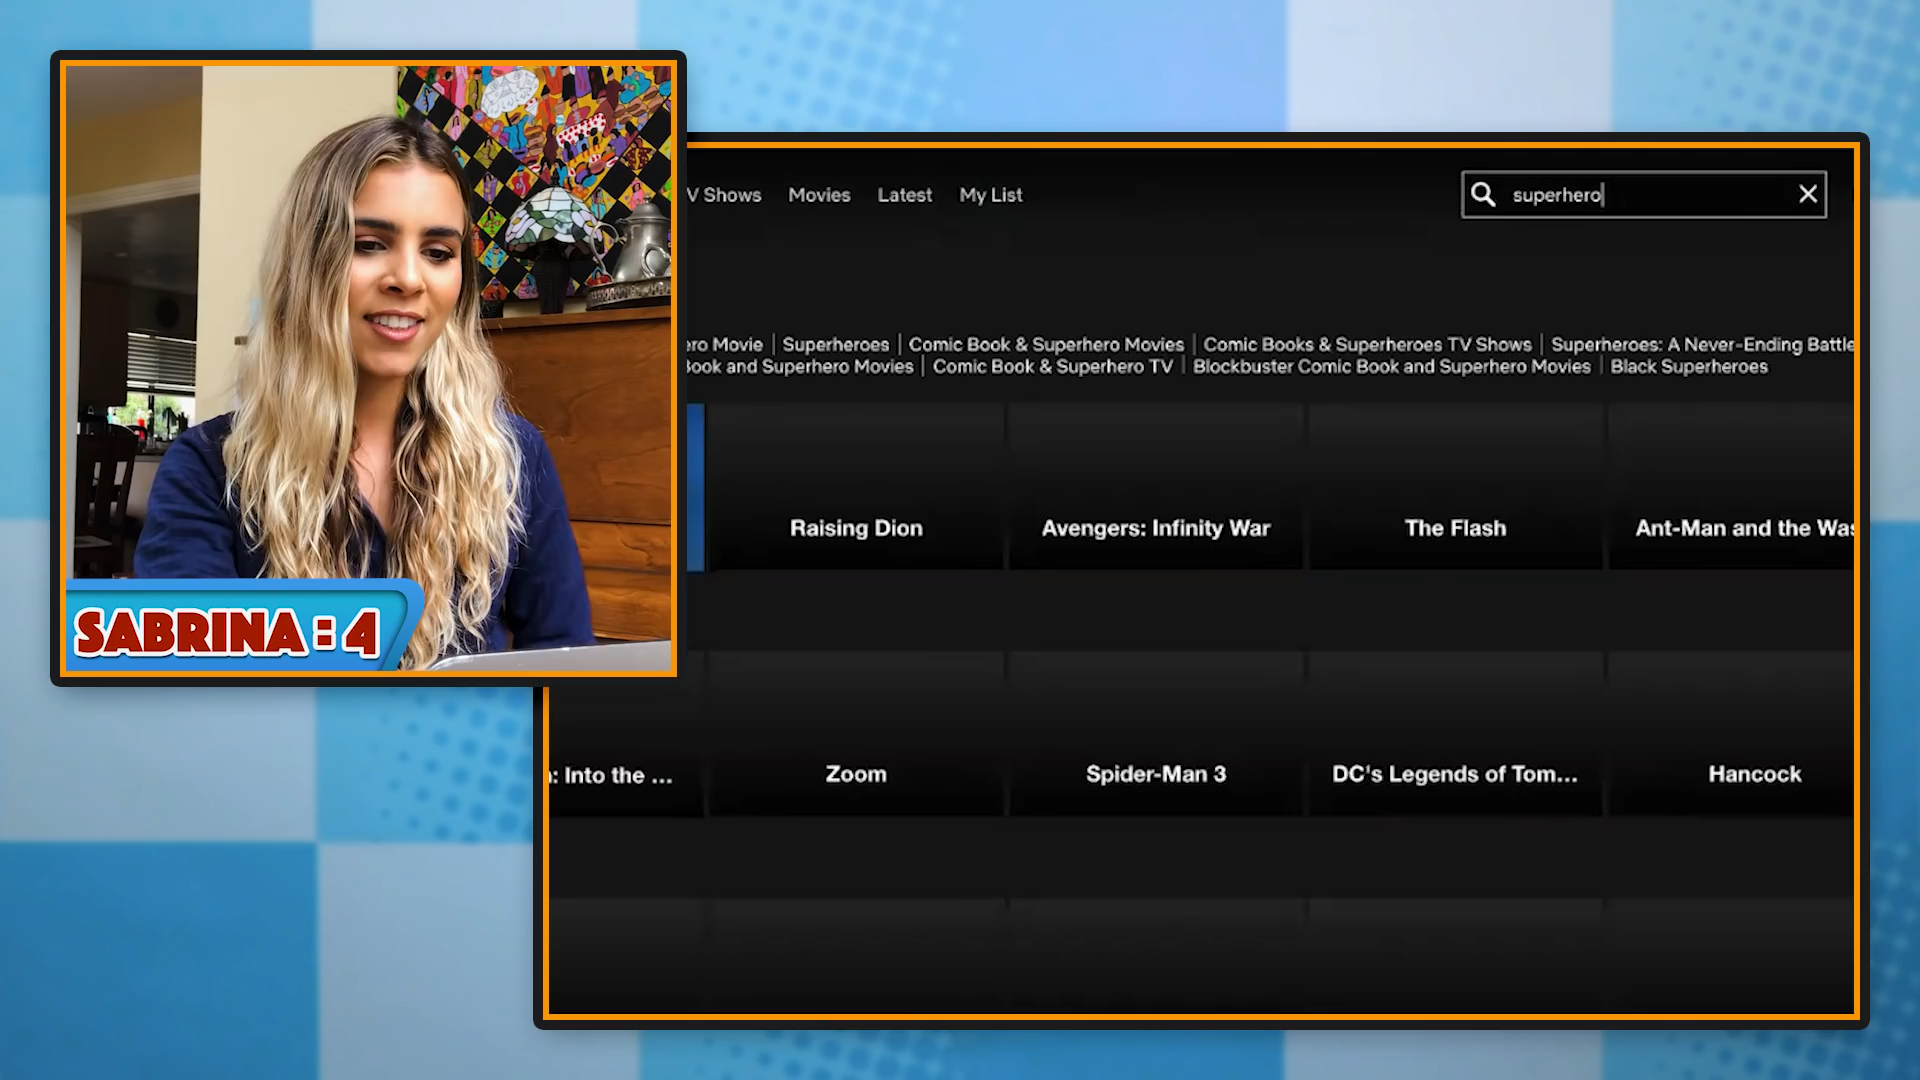 V Shows Movies Latest My List
superhero
ero Movie | Superheroes | Comic Book & Superhero Movies | Comic Books & Superheroes TV Shows | Superheroes: A Never-Ending Battle
Book and Superhero Movies | Comic Book & Superhero TV | Blockbuster Comic Book and Superhero Movies | Black Superheroes
Raising Dion Avengers: Infinity War The Flash Ant-Man and the Was
SABRINA : 4
n: Into the ... Zoom Spider-Man 3 DC's Legends of Tom... Hancock